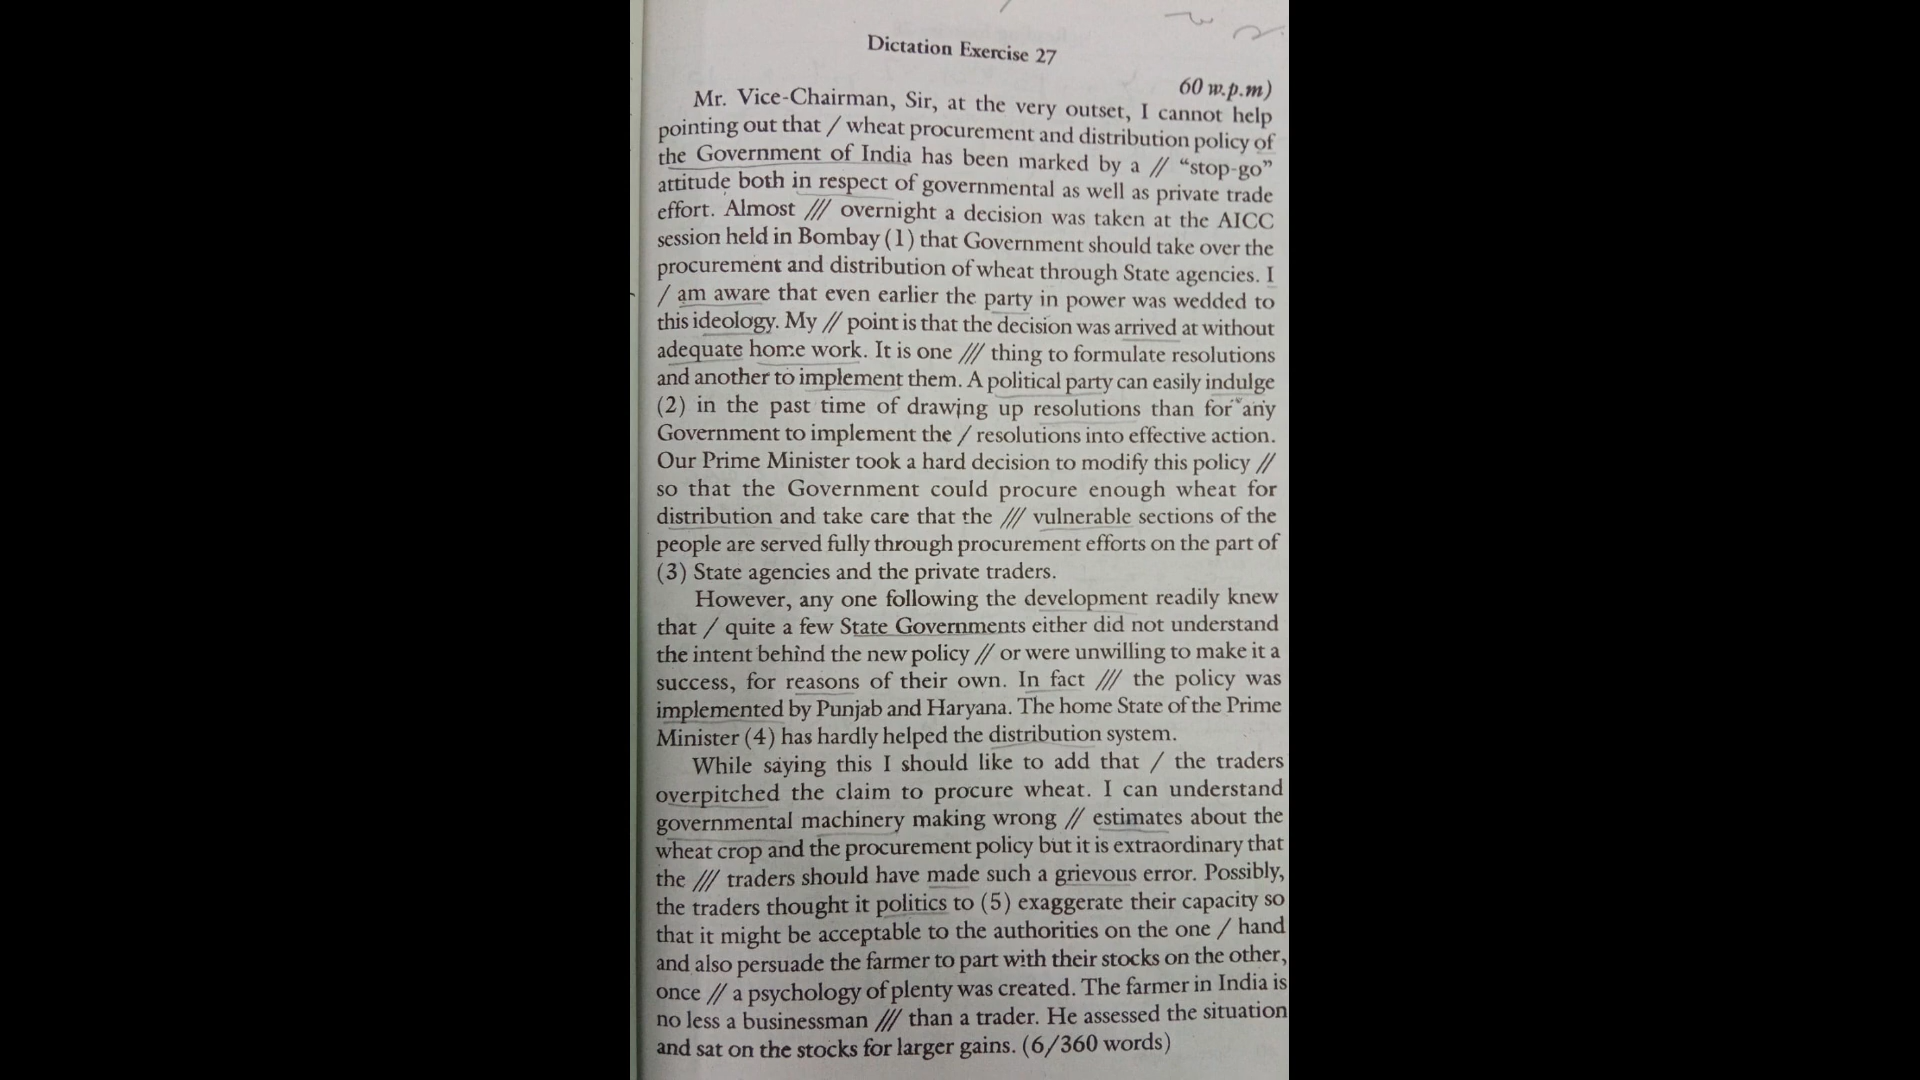 Dictation Exercise 27
60 w.p.m)
Mr. Vice-Chairman, Sir, at the very outset, I cannot help
pointing out that / wheat procurement and distribution policy of
the Government of India has been marked by a // "stop-go"
attitude both in respect of governmental as well as private trade
effort. Almost /// overnight a decision was taken at the AICC
session held in Bombay (1) that Government should take over the
procurement and distribution of wheat through State agencies. I
/ am aware that even earlier the party in power was wedded to
this ideology. My // point is that the decision was arrived at without
adequate home work. It is one /// thing to formulate resolutions
and another to implement them. A political party can easily indulge
(2) in the past time of drawing up resolutions than for any
Government to implement the / resolutions into effective action.
Our Prime Minister took a hard decision to modify this policy //
so that the Government could procure enough wheat for
distribution and take care that the /// vulnerable sections of the
people are served fully through procurement efforts on the part of
(3) State agencies and the private traders.
However, any one following the development readily knew
that / quite a few State Governments either did not understand
the intent behind the new policy // or were unwilling to make it a
success, for reasons of their own. In fact /// the policy was
implemented by Punjab and Haryana. The home State of the Prime
Minister (4) has hardly helped the distribution system.
While saying this I should like to add that / the traders
overpitched the claim to procure wheat. I can understand
governmental machinery making wrong // estimates about the
wheat crop and the procurement policy but it is extraordinary that
the /// traders should have made such a grievous error. Possibly,
the traders thought it politics to (5) exaggerate their capacity so
that it might be acceptable to the authorities on the one / hand
and also persuade the farmer to part with their stocks on the other,
once // a psychology of plenty was created. The farmer in India is
no less a businessman /// than a trader. He assessed the situation
and sat on the stocks for larger gains. (6/360 words)